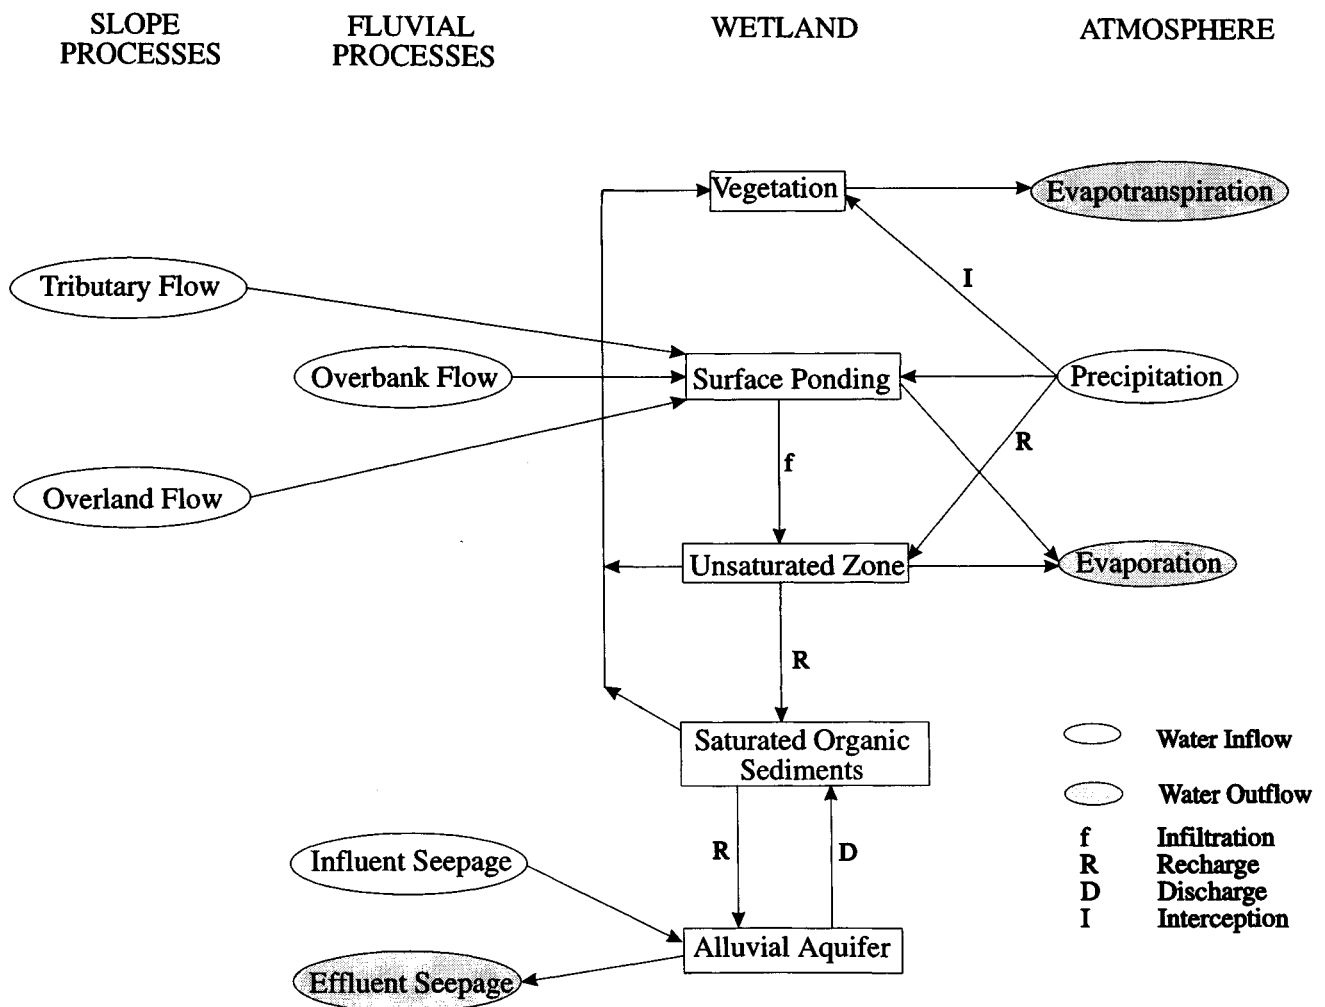 SLOPE
PROCESSES
FLUVIAL
PROCESSES
WETLAND
ATMOSPHERE
Vegetation
Evapotranspiration
I
Tributary Flow
Overbank Flow
Surface Ponding
Precipitation
R
f
Overland Flow
Unsaturated Zone
Evaporation
R
Saturated Organic
Sediments
R
D
Influent Seepage
Alluvial Aquifer
Effluent Seepage
Water Inflow
Water Outflow
f Infiltration
R Recharge
D Discharge
I Interception